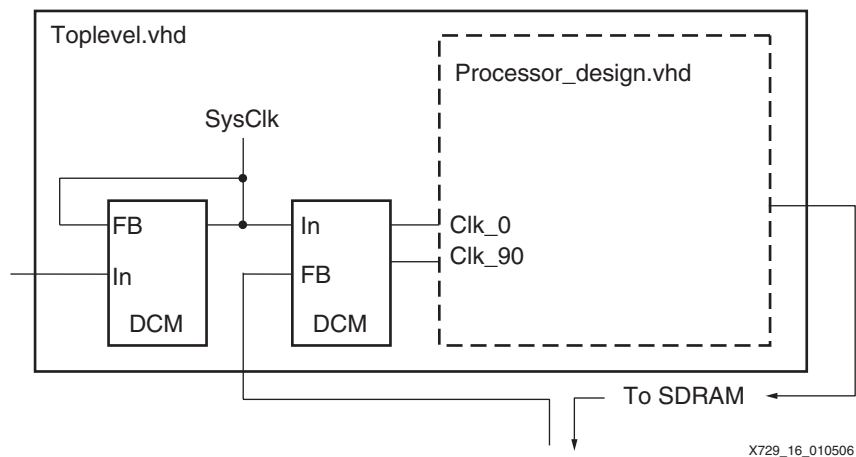 Toplevel.vhd
Processor_design.vhd
SysClk
FB
In
DCM
In
FB
DCM
Clk_0
Clk_90
To SDRAM
X729_16_010506